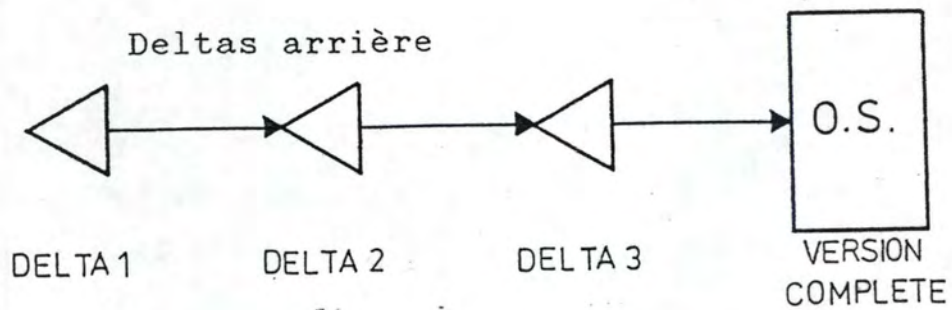 Deltas arrière
O.S.
DELTA 1
DELTA 2
DELTA 3
VERSION
COMPLETE